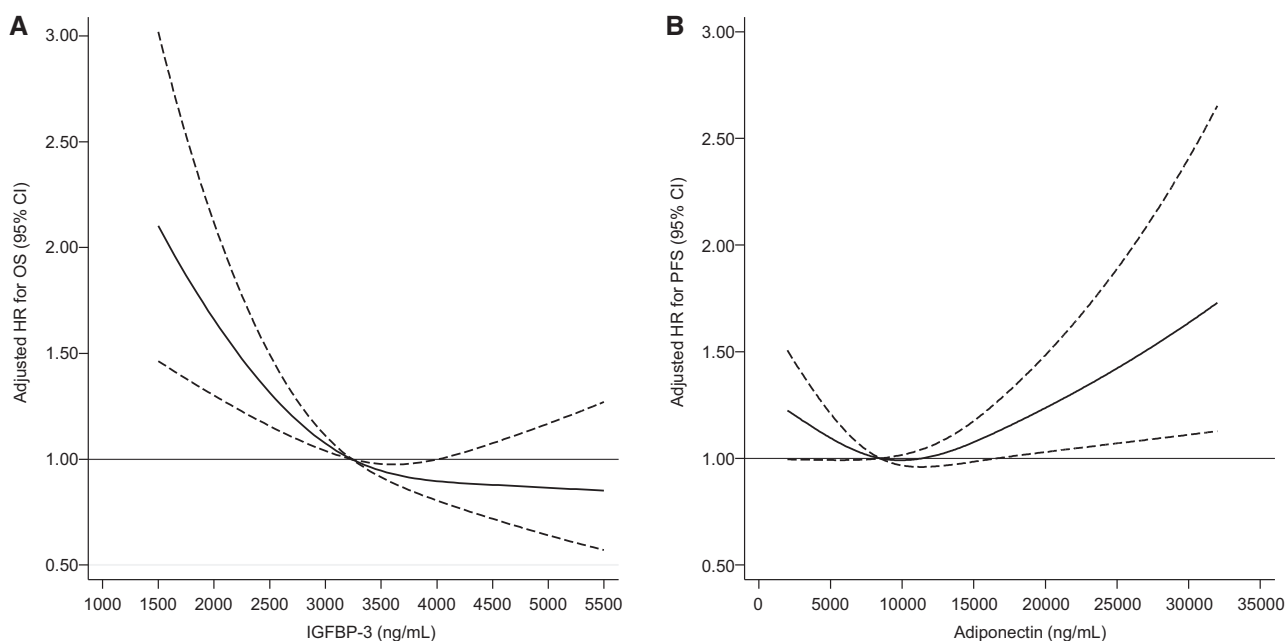 A
Adjusted HR for OS (95% CI)
3.00
2.50
2.00
1.50
1.00
0.50
1000 1500 2000 2500 3000 3500 4000 4500 5000 5500
IGFBP-3 (ng/mL)
B
Adjusted HR for PFS (95% CI)
3.00
2.50
2.00
1.50
1.00
0.50
0 5000 10000 15000 20000 25000 30000 35000
Adiponectin (ng/mL)